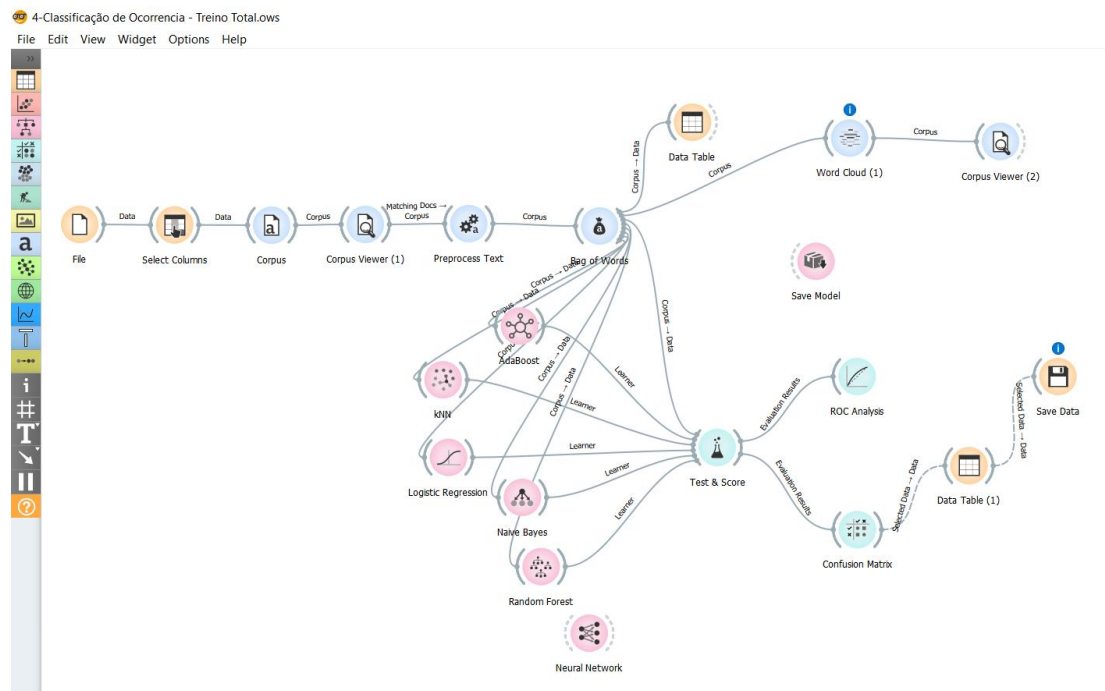 4-Classificação de Ocorrencia - Treino Total.ows
File Edit View Widget Options Help
Data Table
Corpus → Data
Corpus
Word Cloud (1)
Corpus
Corpus Viewer (2)
File
Data
Select Columns
Data
Corpus
Corpus
Corpus Viewer (1)
Matching Docs →
Corpus
Preprocess Text
Corpus
Bag of Words
Save Model
Corpus → Data
Corpus → Data
Corpus → Data
Corpus → Data
Corpus → Data
AdaBoost
Learner
kNN
Learner
Logistic Regression
Learner
Naive Bayes
Learner
Random Forest
Learner
Neural Network
Test & Score
Evaluation Results
ROC Analysis
Evaluation Results
Confusion Matrix
Selected Data → Data
Data Table (1)
Selected Data → Data
Save Data